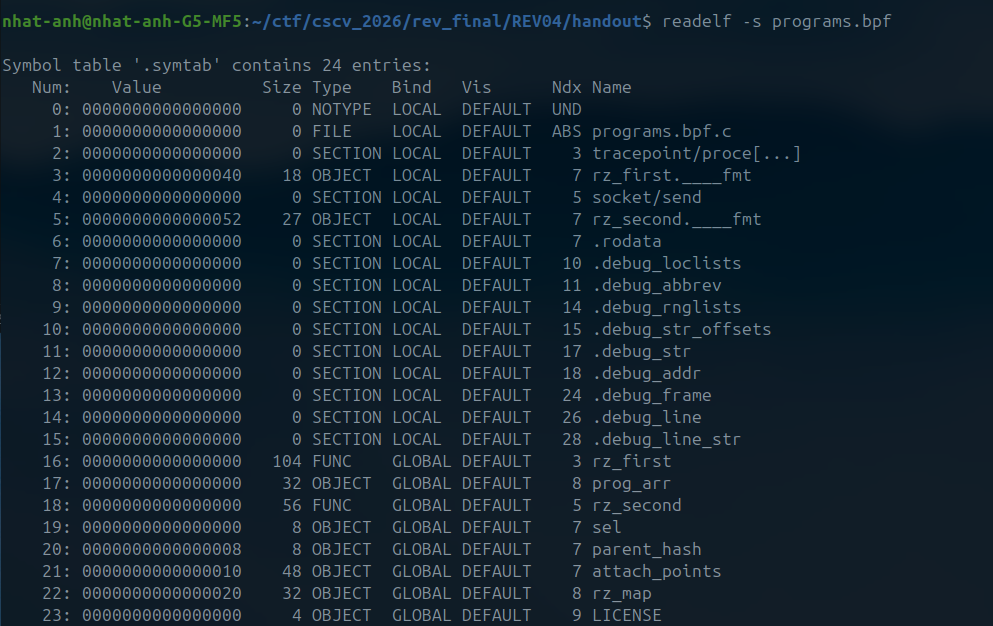 nhat-anh@nhat-anh-G5-MF5:~/ctf/cscv_2026/rev_final/REV04/handout$ readelf -s programs.bpf
Symbol table '.symtab' contains 24 entries:
Num: Value Size Type Bind Vis Ndx Name
0: 0000000000000000 0 NOTYPE LOCAL DEFAULT UND
1: 0000000000000000 0 FILE LOCAL DEFAULT ABS programs.bpf.c
2: 0000000000000000 0 SECTION LOCAL DEFAULT 3 tracepoint/proce[...]
3: 0000000000000040 18 OBJECT LOCAL DEFAULT 7 rz_first.____fmt
4: 0000000000000000 0 SECTION LOCAL DEFAULT 5 socket/send
5: 0000000000000052 27 OBJECT LOCAL DEFAULT 7 rz_second.____fmt
6: 0000000000000000 0 SECTION LOCAL DEFAULT 7 .rodata
7: 0000000000000000 0 SECTION LOCAL DEFAULT 10 .debug_loclists
8: 0000000000000000 0 SECTION LOCAL DEFAULT 11 .debug_abbrev
9: 0000000000000000 0 SECTION LOCAL DEFAULT 14 .debug_rnglists
10: 0000000000000000 0 SECTION LOCAL DEFAULT 15 .debug_str_offsets
11: 0000000000000000 0 SECTION LOCAL DEFAULT 17 .debug_str
12: 0000000000000000 0 SECTION LOCAL DEFAULT 18 .debug_addr
13: 0000000000000000 0 SECTION LOCAL DEFAULT 24 .debug_frame
14: 0000000000000000 0 SECTION LOCAL DEFAULT 26 .debug_line
15: 0000000000000000 0 SECTION LOCAL DEFAULT 28 .debug_line_str
16: 0000000000000000 104 FUNC GLOBAL DEFAULT 3 rz_first
17: 0000000000000000 32 OBJECT GLOBAL DEFAULT 8 prog_arr
18: 0000000000000000 56 FUNC GLOBAL DEFAULT 5 rz_second
19: 0000000000000000 8 OBJECT GLOBAL DEFAULT 7 sel
20: 0000000000000008 8 OBJECT GLOBAL DEFAULT 7 parent_hash
21: 0000000000000010 48 OBJECT GLOBAL DEFAULT 7 attach_points
22: 0000000000000020 32 OBJECT GLOBAL DEFAULT 8 rz_map
23: 0000000000000000 4 OBJECT GLOBAL DEFAULT 9 LICENSE